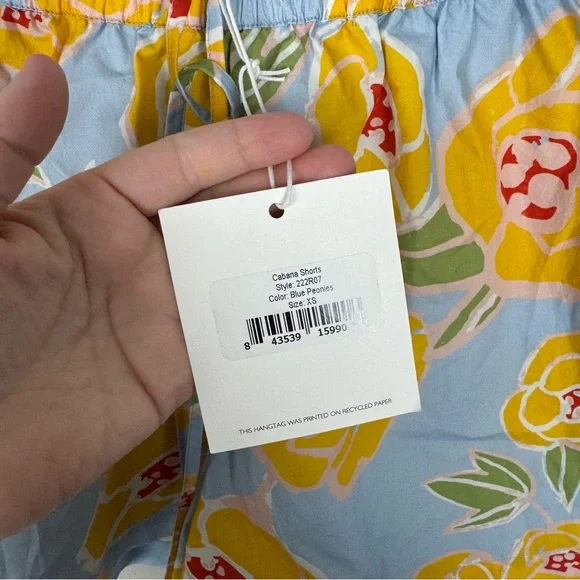 Cabana Shorts
Style: 222R07
Color: Blue Peonies
Size: XS
8 43539 15990
THIS HANGTAG WAS PRINTED ON RECYCLED PAPER